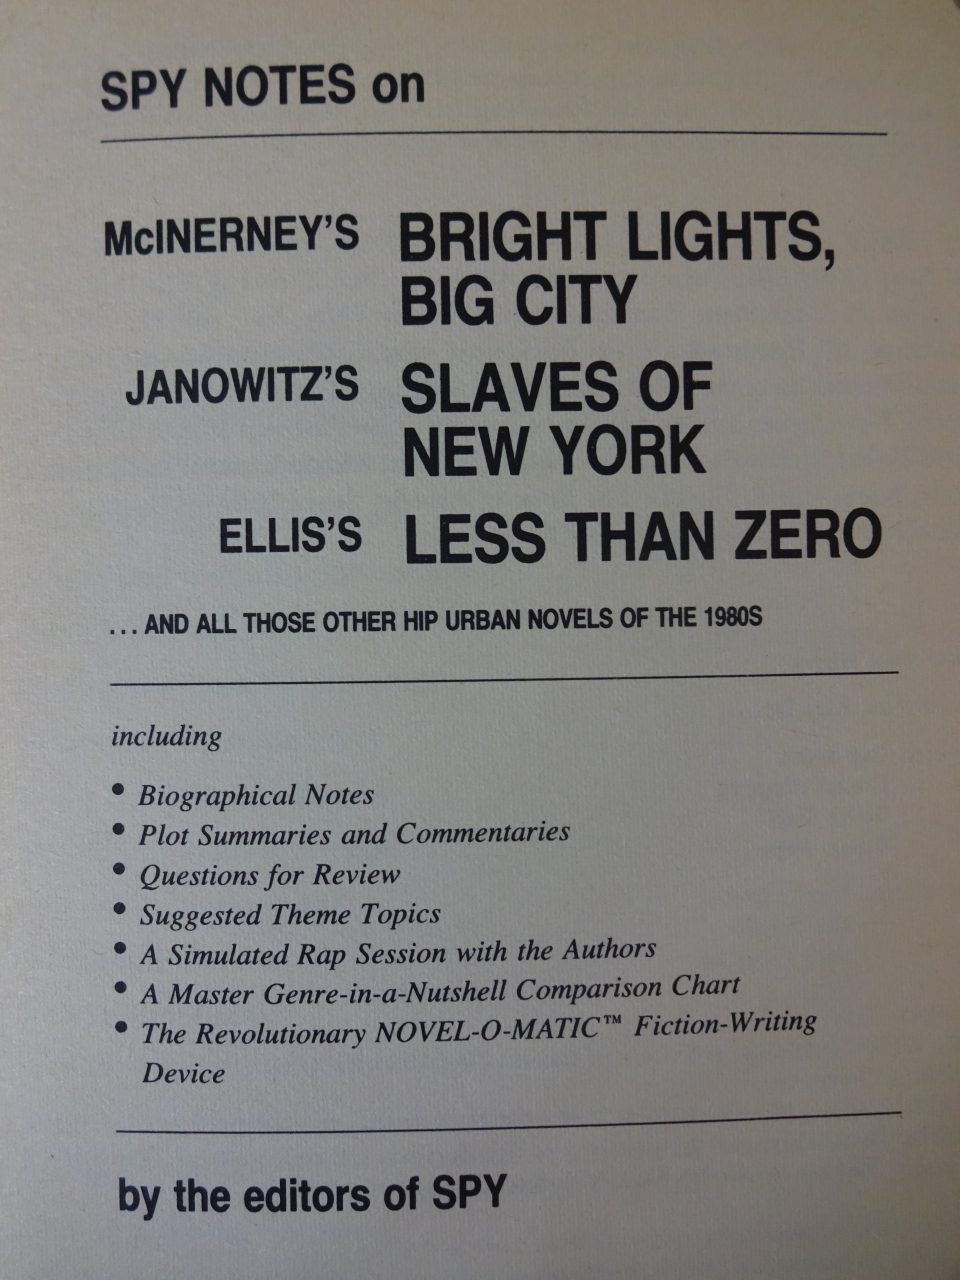 SPY NOTES on
McINERNEY'S BRIGHT LIGHTS,
BIG CITY
JANOWITZ'S SLAVES OF
NEW YORK
ELLIS'S LESS THAN ZERO
... AND ALL THOSE OTHER HIP URBAN NOVELS OF THE 1980S
including
• Biographical Notes
• Plot Summaries and Commentaries
• Questions for Review
• Suggested Theme Topics
• A Simulated Rap Session with the Authors
• A Master Genre-in-a-Nutshell Comparison Chart
• The Revolutionary NOVEL-O-MATIC™ Fiction-Writing
Device
by the editors of SPY